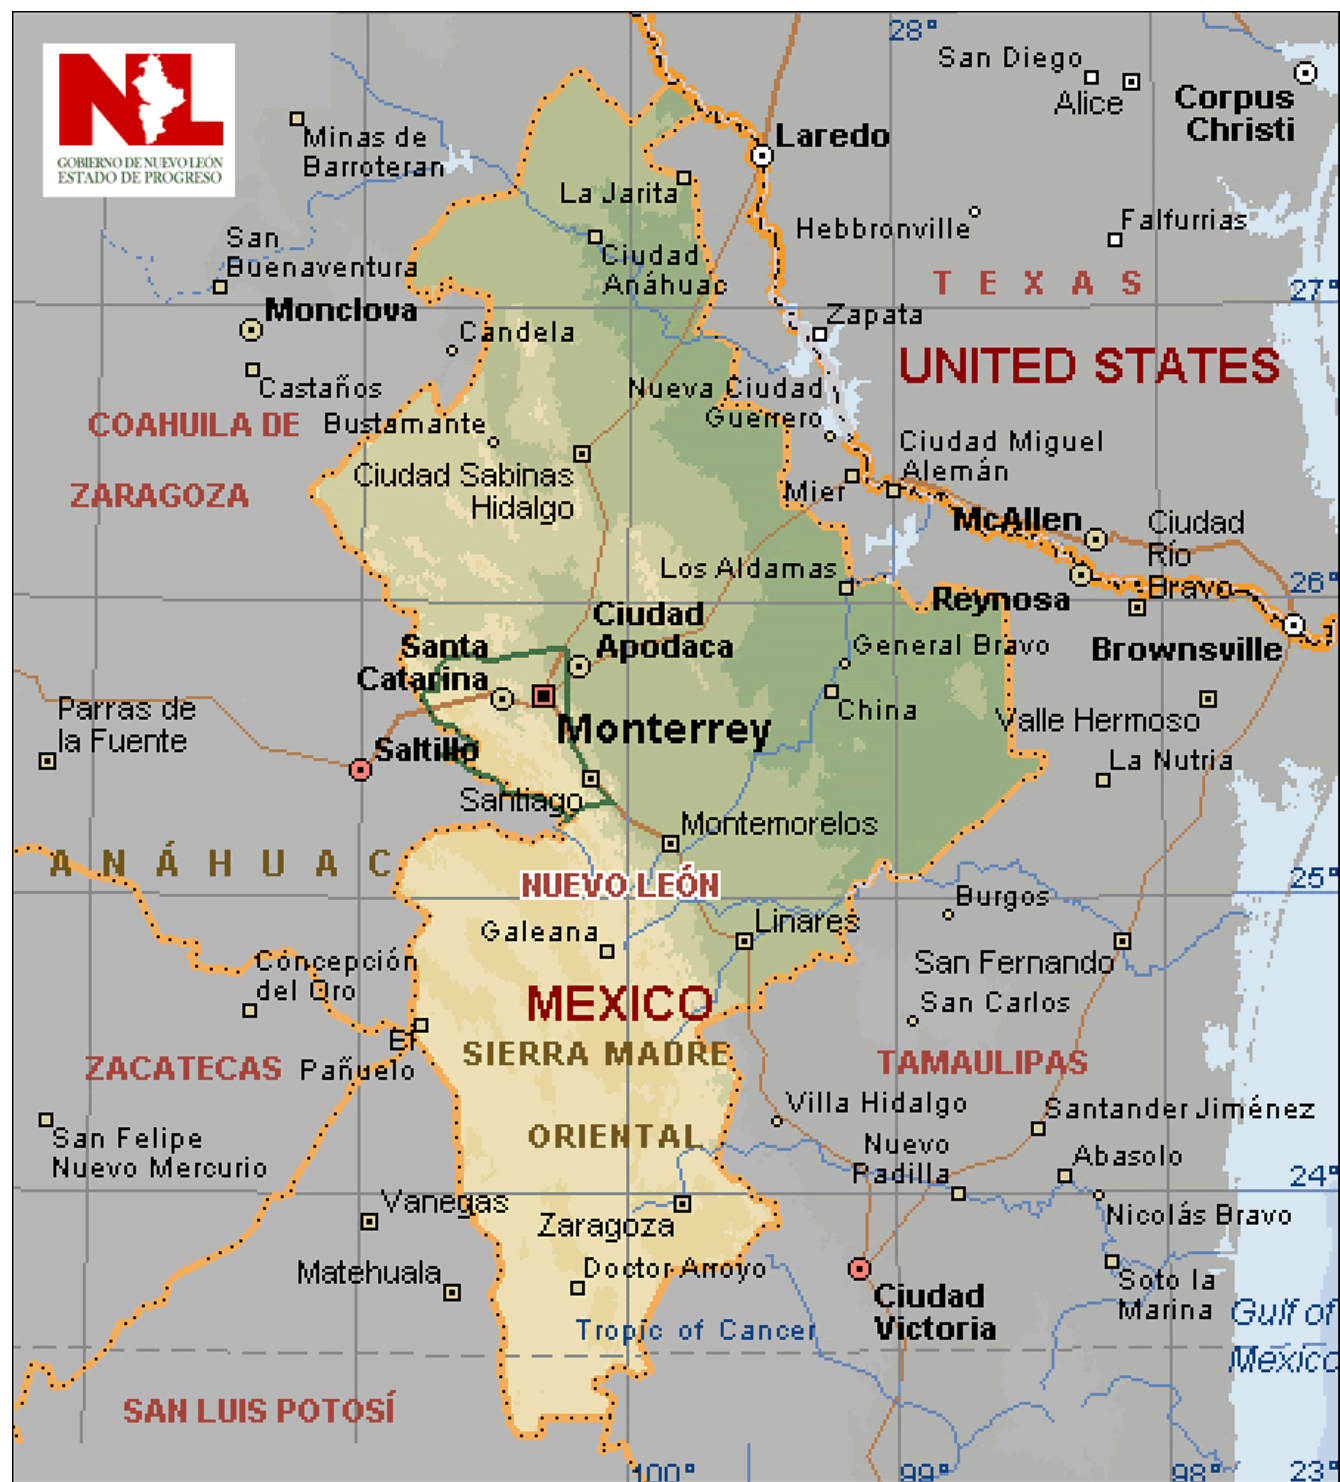 28°
San Diego
Alice
Corpus
Christi
NL
GOBIERNO DE NUEVO LEÓN
ESTADO DE PROGRESO
Minas de
Barroteran
Laredo
La Jarita
Hebbronville
Falfurrias
San
Buenaventura
Ciudad
Anáhuac
TEXAS
27°
Monclova
Candela
Zapata
Castaños
UNITED STATES
Nueva Ciudad
Guerrero
COAHUILA DE
ZARAGOZA
Bustamante
Ciudad Sabinas
Hidalgo
Ciudad Miguel
Alemán
Mier
McAllen
Ciudad
Río
Bravo
Los Aldamas
26°
Reynosa
Ciudad
Apodaca
Santa
Catarina
General Bravo
Brownsville
Parras de
la Fuente
Monterrey
China
Valle Hermoso
Saltillo
La Nutria
Santiago
Montemorelos
ANÁHUAC
NUEVO LEÓN
25°
Burgos
Linares
Galeana
Concepción
del Oro
San Fernando
MEXICO
San Carlos
El
Pañuelo
SIERRA MADRE
ORIENTAL
ZACATECAS
TAMAULIPAS
San Felipe
Nuevo Mercurio
Villa Hidalgo
Santander Jiménez
Nuevo
Padilla
Abasolo
24°
Vanegas
Zaragoza
Nicolás Bravo
Matehuala
Doctor Arroyo
Soto la
Marina
Ciudad
Victoria
Gulf of
Mexico
Tropic of Cancer
SAN LUIS POTOSÍ
100°
99°
98°
23°